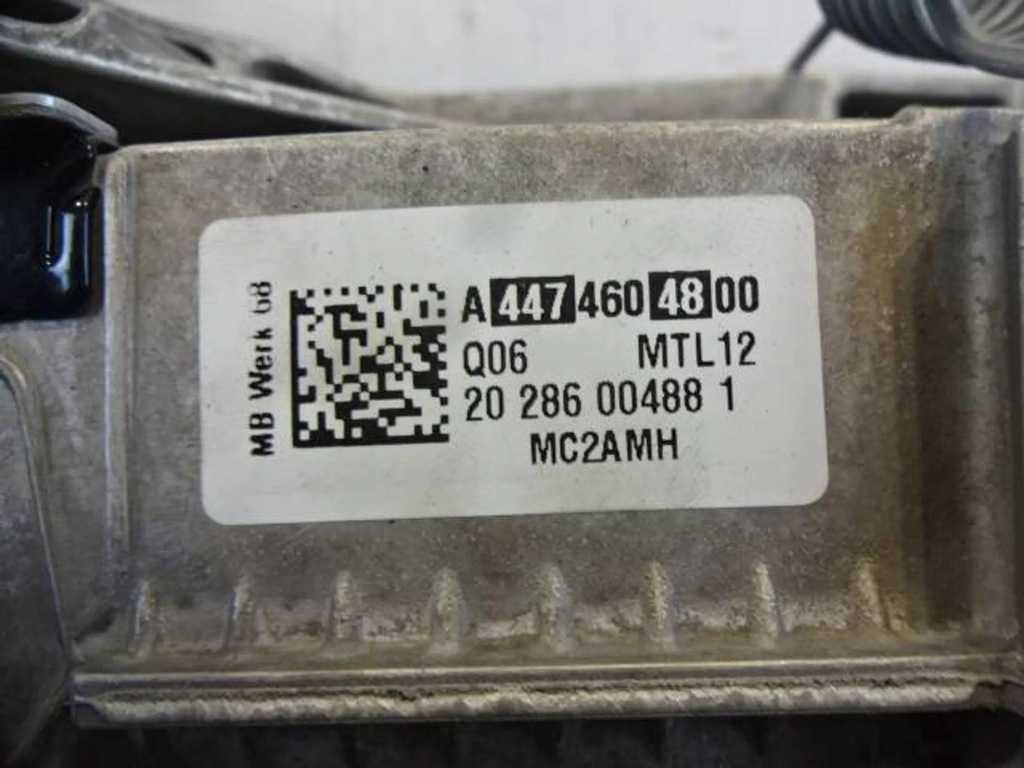 MB Werk 68
A 447 460 48 00
Q06 MTL12
20 286 00488 1
MC2AMH